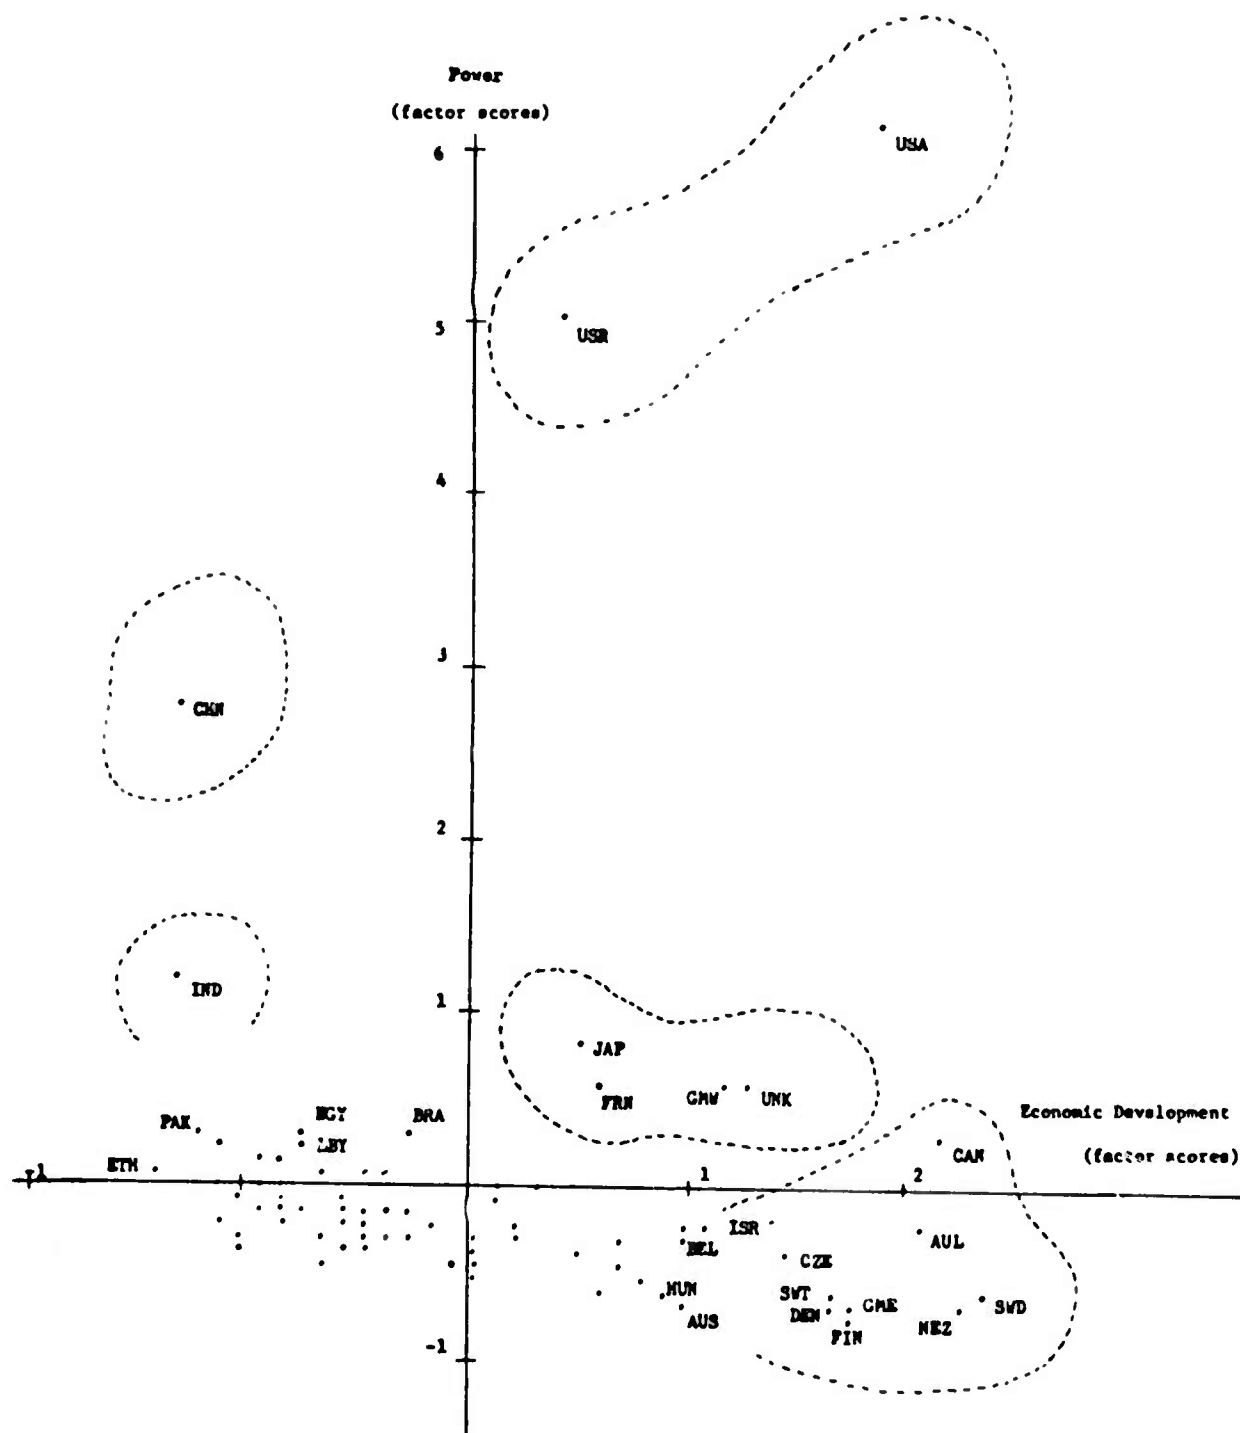 Power
(factor scores)
6
USA
5
USR
4
3
CHN
2
IND
1
JAP
FRN
GMW
UNK
PAK
EGY
LBY
BRA
Economic Development
(factor scores)
CAN
ETH
-1
1
2
ISR
BEL
AUL
CZE
HUN
SWT
GME
SWD
DEN
AUS
FIN
NEZ
-1